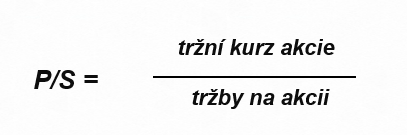 tržní kurz akcie
P/S =
tržby na akcii